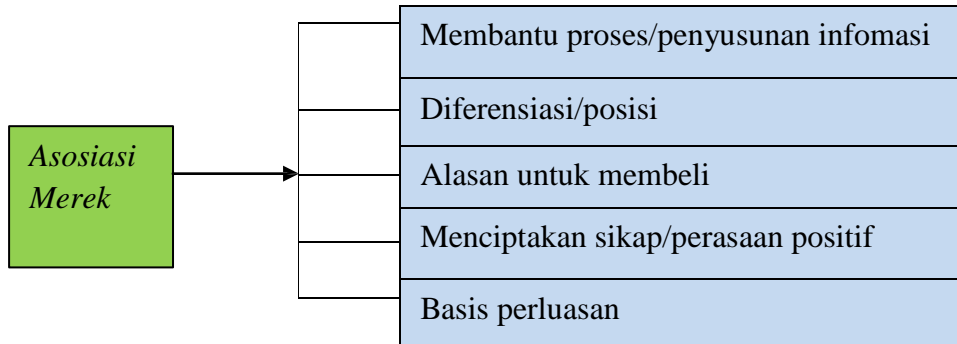 Asosiasi
Merek
Membantu proses/penyusunan infomasi
Diferensiasi/posisi
Alasan untuk membeli
Menciptakan sikap/perasaan positif
Basis perluasan